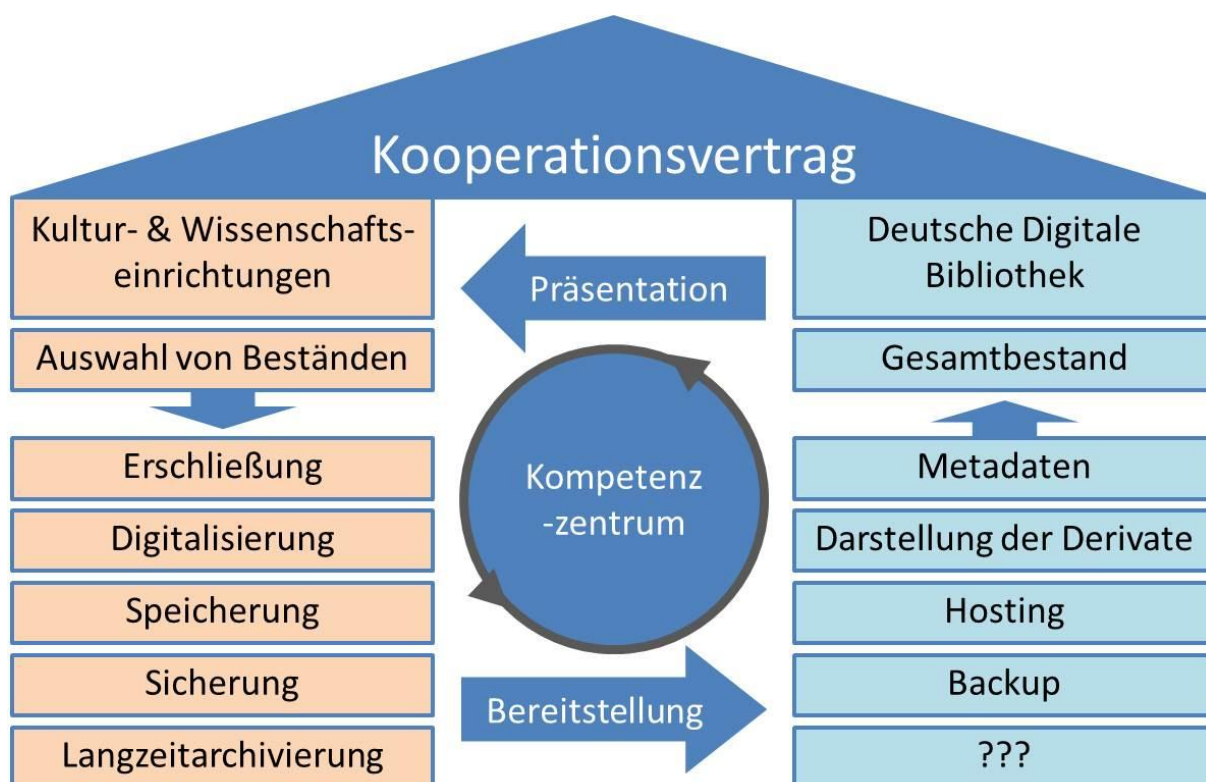 Kooperationsvertrag
Kultur- & Wissenschafts-
einrichtungen
Auswahl von Beständen
Erschließung
Digitalisierung
Speicherung
Sicherung
Langzeitarchivierung
Präsentation
Kompetenz
-zentrum
Bereitstellung
Deutsche Digitale
Bibliothek
Gesamtbestand
Metadaten
Darstellung der Derivate
Hosting
Backup
???